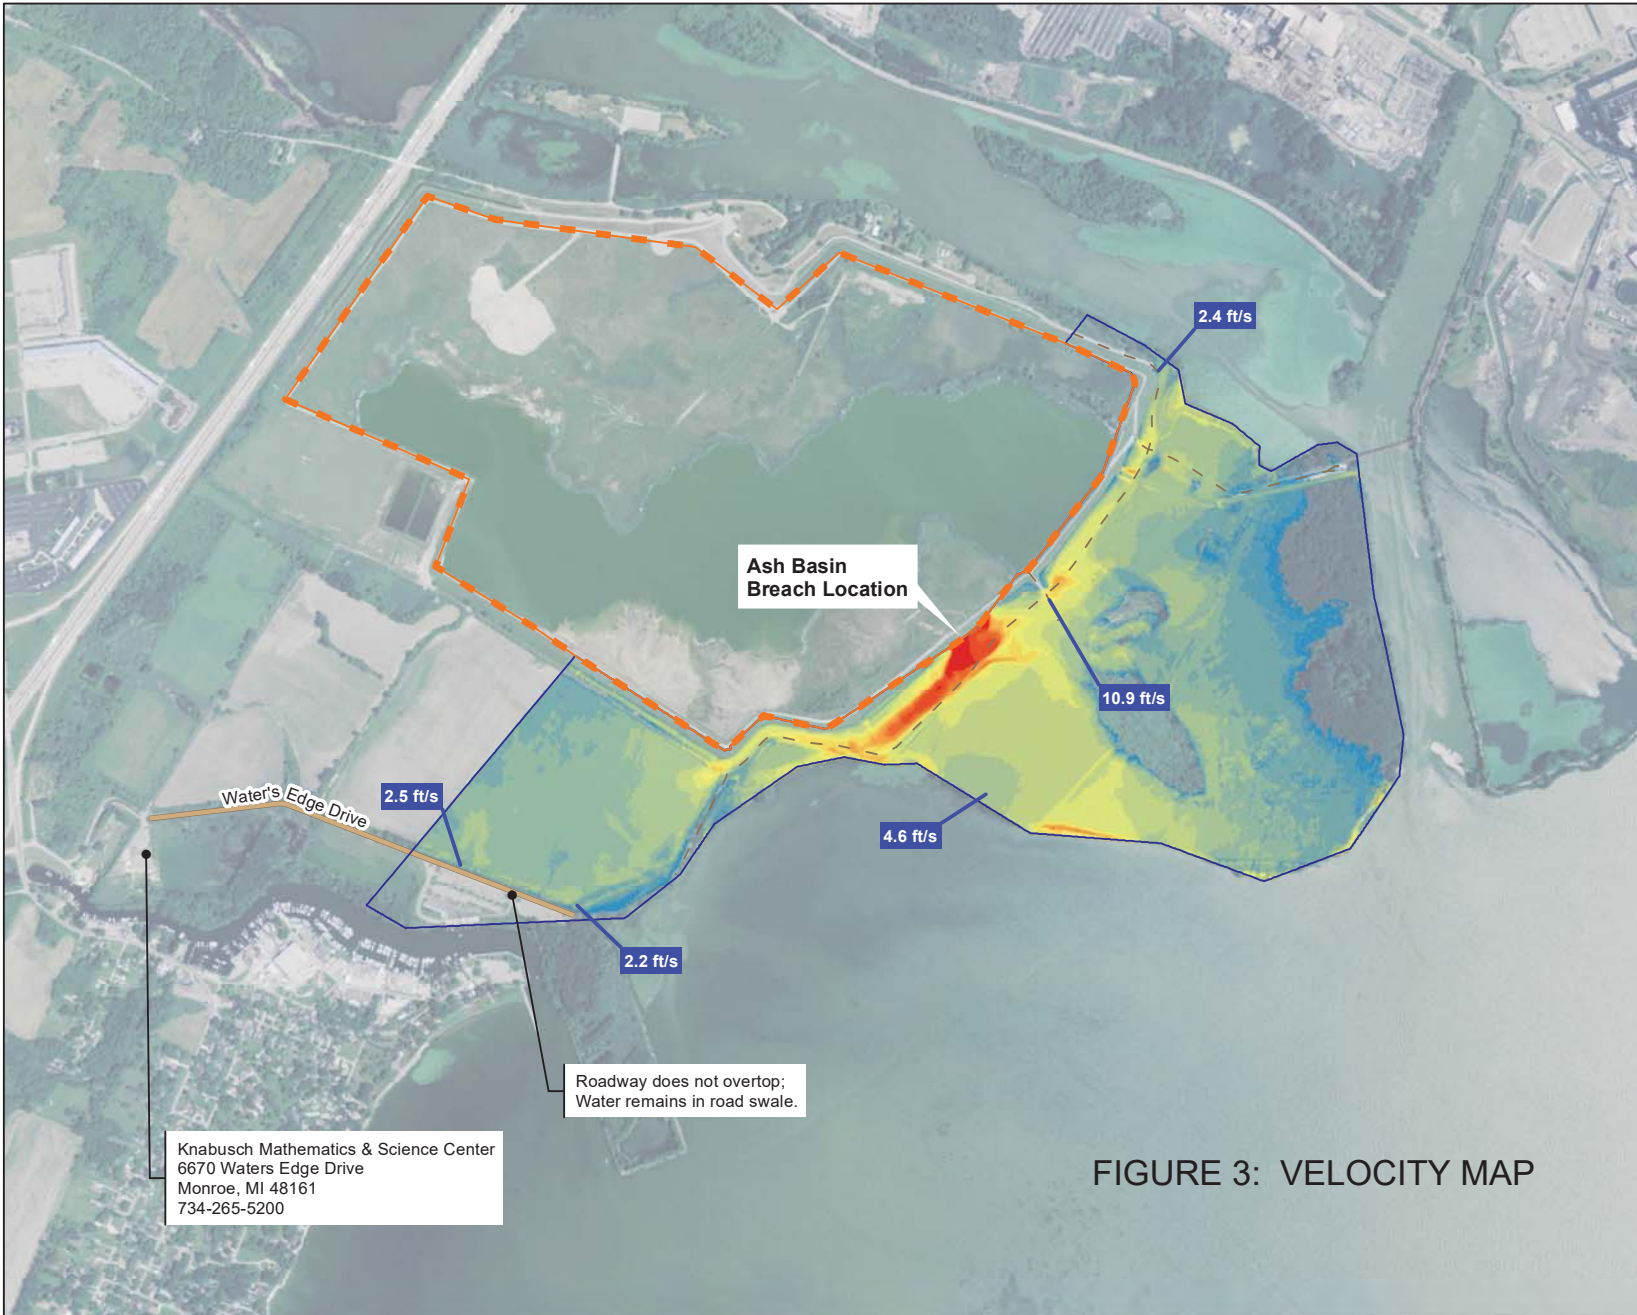 2.4 ft/s
Ash Basin
Breach Location
10.9 ft/s
Water's Edge Drive
2.5 ft/s
4.6 ft/s
2.2 ft/s
Roadway does not overtop;
Water remains in road swale.
Knabusch Mathematics & Science Center
6670 Waters Edge Drive
Monroe, MI 48161
734-265-5200
FIGURE 3: VELOCITY MAP